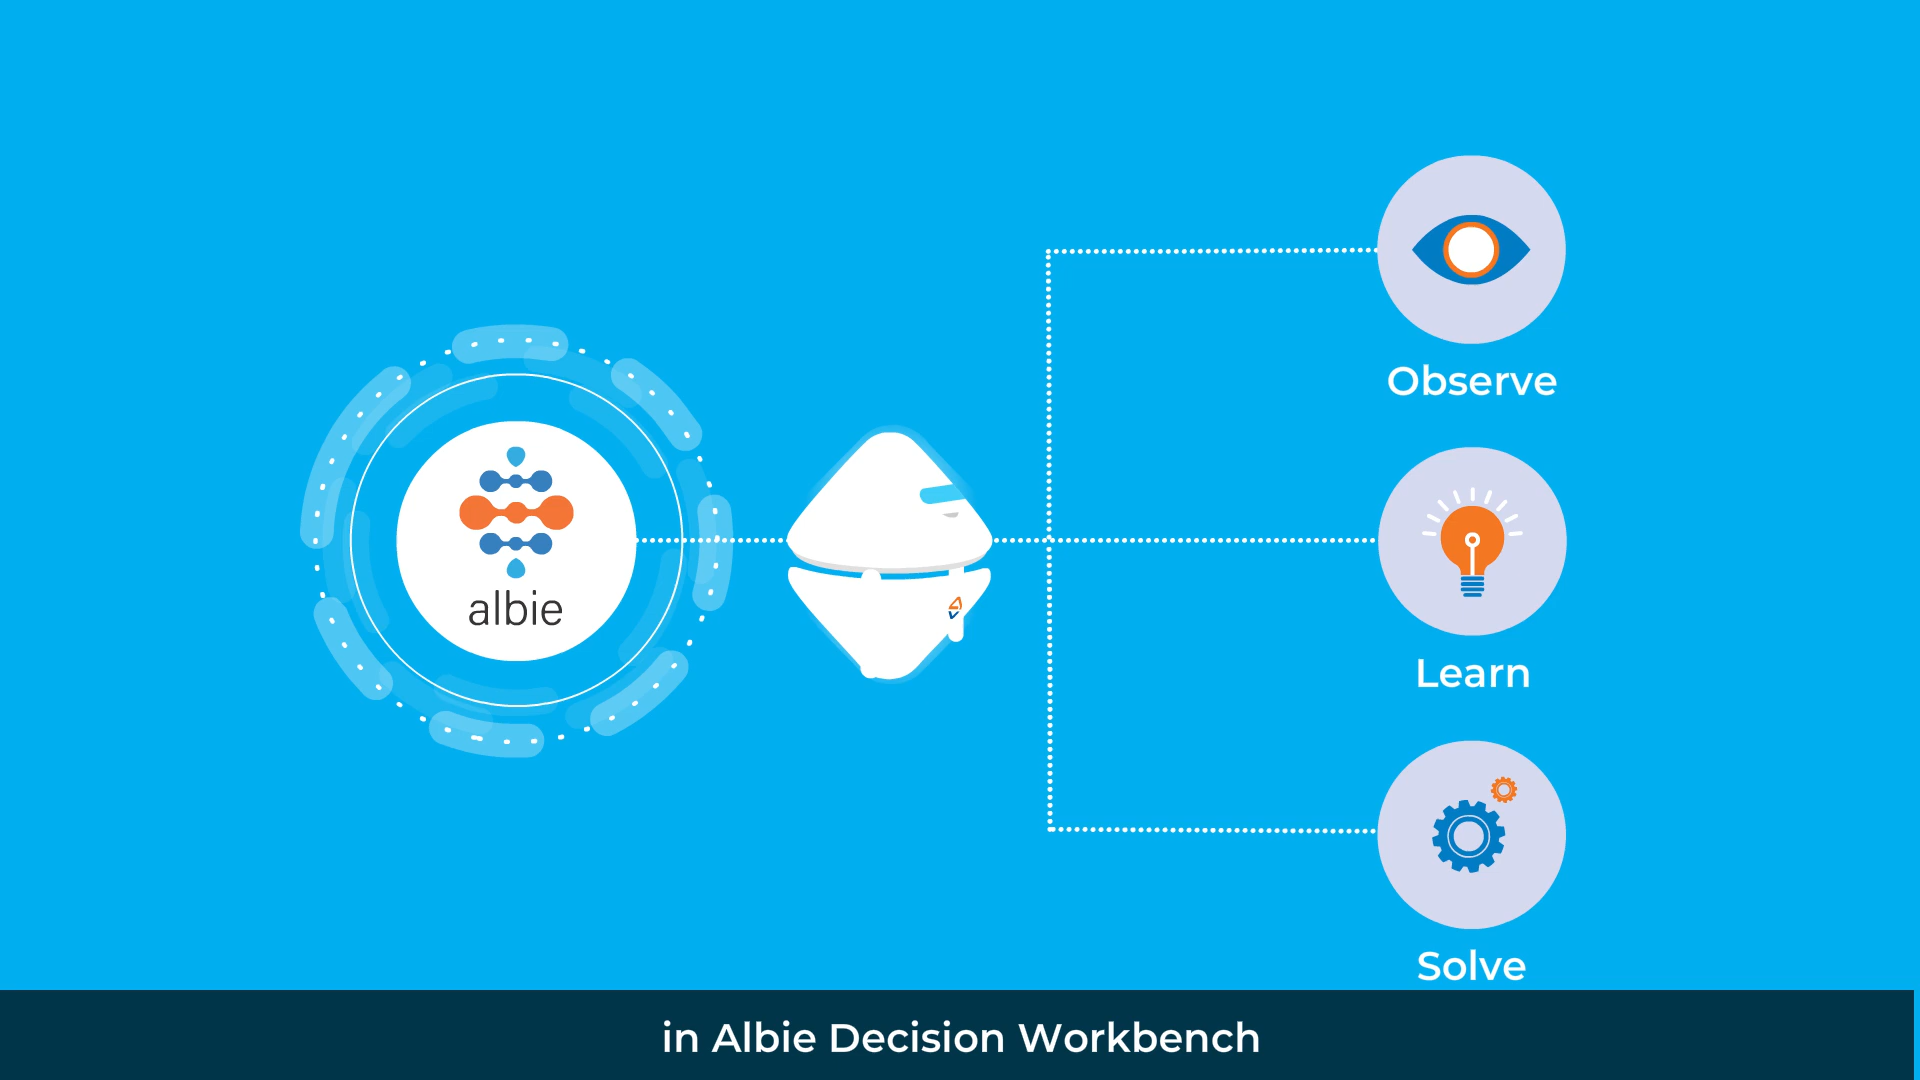 albie
Observe
Learn
Solve
in Albie Decision Workbench